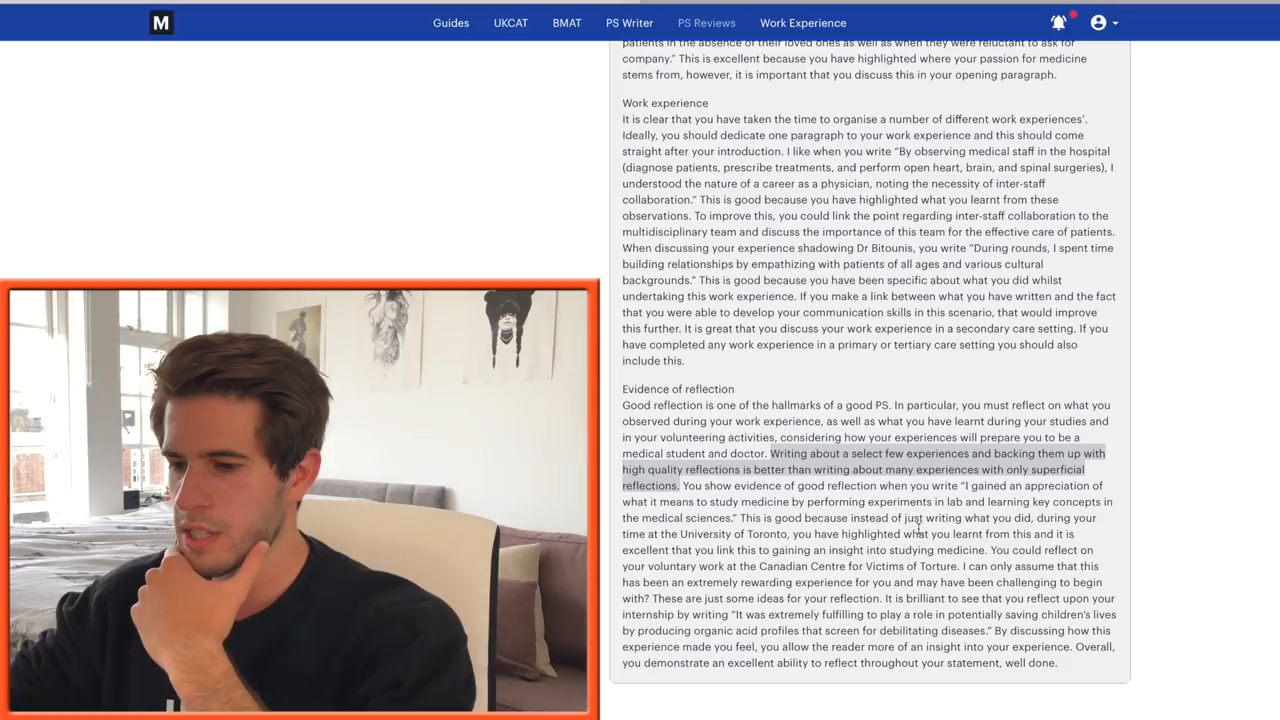 M
Guides UKCAT BMAT PS Writer PS Reviews Work Experience
patients in the absence of their loved ones as well as when they were reluctant to ask for
company.” This is excellent because you have highlighted where your passion for medicine
stems from, however, it is important that you discuss this in your opening paragraph.
Work experience
It is clear that you have taken the time to organise a number of different work experiences’.
Ideally, you should dedicate one paragraph to your work experience and this should come
straight after your introduction. I like when you write “By observing medical staff in the hospital
(diagnose patients, prescribe treatments, and perform open heart, brain, and spinal surgeries), I
understood the nature of a career as a physician, noting the necessity of inter-staff
collaboration.” This is good because you have highlighted what you learnt from these
observations. To improve this, you could link the point regarding inter-staff collaboration to the
multidisciplinary team and discuss the importance of this team for the effective care of patients.
When discussing your experience shadowing Dr Bitounis, you write “During rounds, I spent time
building relationships by empathizing with patients of all ages and various cultural
backgrounds.” This is good because you have been specific about what you did whilst
undertaking this work experience. If you make a link between what you have written and the fact
that you were able to develop your communication skills in this scenario, that would improve
this further. It is great that you discuss your work experience in a secondary care setting. If you
have completed any work experience in a primary or tertiary care setting you should also
include this.
Evidence of reflection
Good reflection is one of the hallmarks of a good PS. In particular, you must reflect on what you
observed during your work experience, as well as what you have learnt during your studies and
in your volunteering activities, considering how your experiences will prepare you to be a
medical student and doctor. Writing about a select few experiences and backing them up with
high quality reflections is better than writing about many experiences with only superficial
reflections. You show evidence of good reflection when you write “I gained an appreciation of
what it means to study medicine by performing experiments in lab and learning key concepts in
the medical sciences.” This is good because instead of just writing what you did, during your
time at the University of Toronto, you have highlighted what you learnt from this and it is
excellent that you link this to gaining an insight into studying medicine. You could reflect on
your voluntary work at the Canadian Centre for Victims of Torture. I can only assume that this
has been an extremely rewarding experience for you and may have been challenging to begin
with? These are just some ideas for your reflection. It is brilliant to see that you reflect upon your
internship by writing “It was extremely fulfilling to play a role in potentially saving children’s lives
by producing organic acid profiles that screen for debilitating diseases.” By discussing how this
experience made you feel, you allow the reader more of an insight into your experience. Overall,
you demonstrate an excellent ability to reflect throughout your statement, well done.